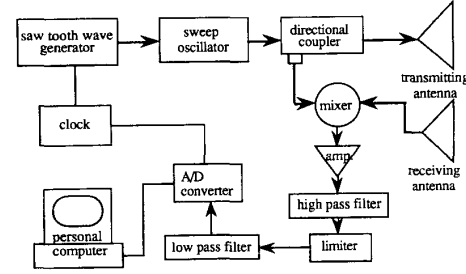 saw tooth wave
generator
sweep
oscillator
directional
coupler
transmitting
antenna
mixer
clock
amp.
receiving
antenna
A/D
converter
high pass filter
personal
computer
low pass filter
limiter